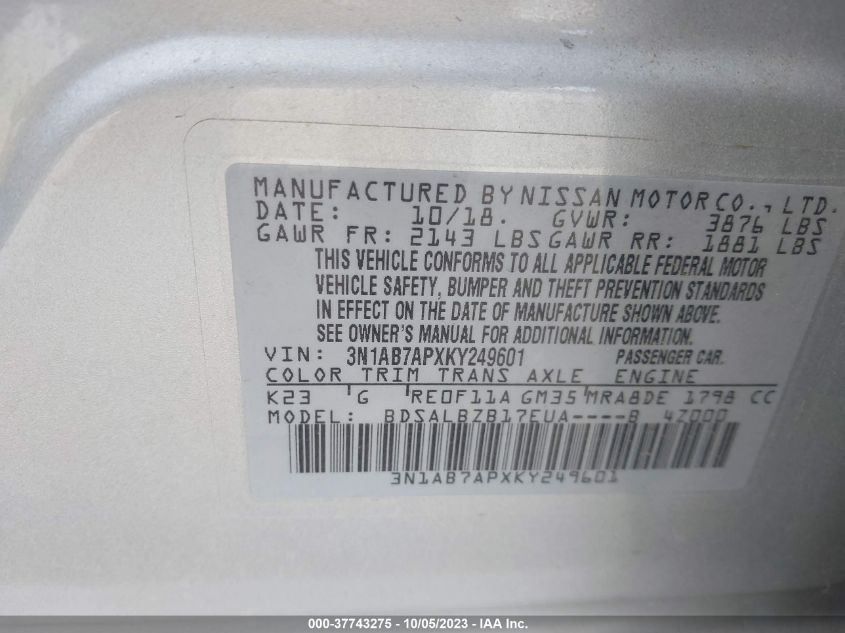 MANUFACTURED BY NISSAN MOTOR CO., LTD.
DATE: 10/18. GVWR: 3876 LBS
GAWR FR: 2143 LBS GAWR RR: 1881 LBS
THIS VEHICLE CONFORMS TO ALL APPLICABLE FEDERAL MOTOR
VEHICLE SAFETY, BUMPER AND THEFT PREVENTION STANDARDS
IN EFFECT ON THE DATE OF MANUFACTURE SHOWN ABOVE.
SEE OWNER'S MANUAL FOR ADDITIONAL INFORMATION.
VIN: 3N1AB7APXKY249601 PASSENGER CAR.
COLOR TRIM TRANS AXLE ENGINE
K23 'G RE0F11A GM35 'MRA8DE 1798 CC
MODEL: BDSALBZB17EUA----B 4Z000
3N1AB7APXKY249601
000-37743275 - 10/05/2023 - IAA Inc.